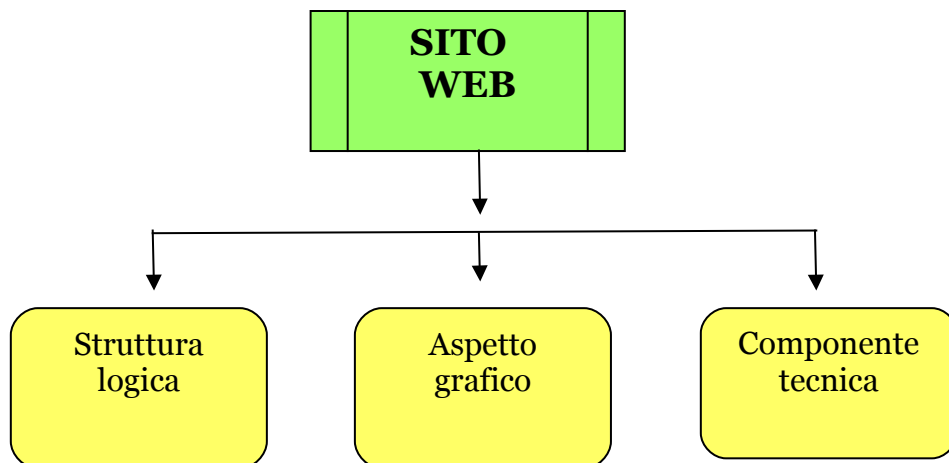 SITO
WEB
Struttura
logica
Aspetto
grafico
Componente
tecnica